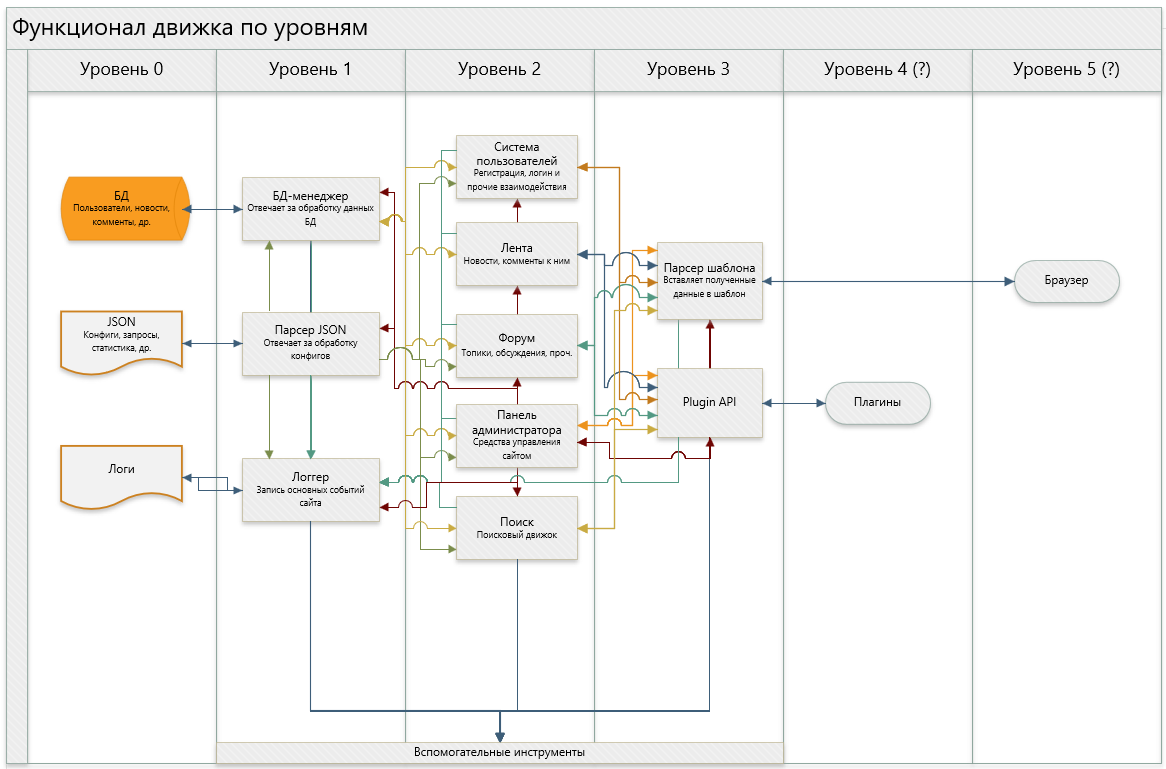 Функционал движка по уровням
Уровень 0
Уровень 1
Уровень 2
Уровень 3
Уровень 4 (?)
Уровень 5 (?)
БД
Пользователи, новости,
комменты, др.
JSON
Конфиги, запросы,
статистика, др.
Логи
БД-менеджер
Отвечает за обработку данных
БД
Парсер JSON
Отвечает за обработку
конфигов
Логгер
Запись основных событий
сайта
Система
пользователей
Регистрация, логин и
прочие взаимодействия
Лента
Новости, комменты к ним
Форум
Топики, обсуждения, проч.
Панель
администратора
Средства управления
сайтом
Поиск
Поисковый движок
Парсер шаблона
Вставляет полученные
данные в шаблон
Plugin API
Плагины
Браузер
Вспомогательные инструменты